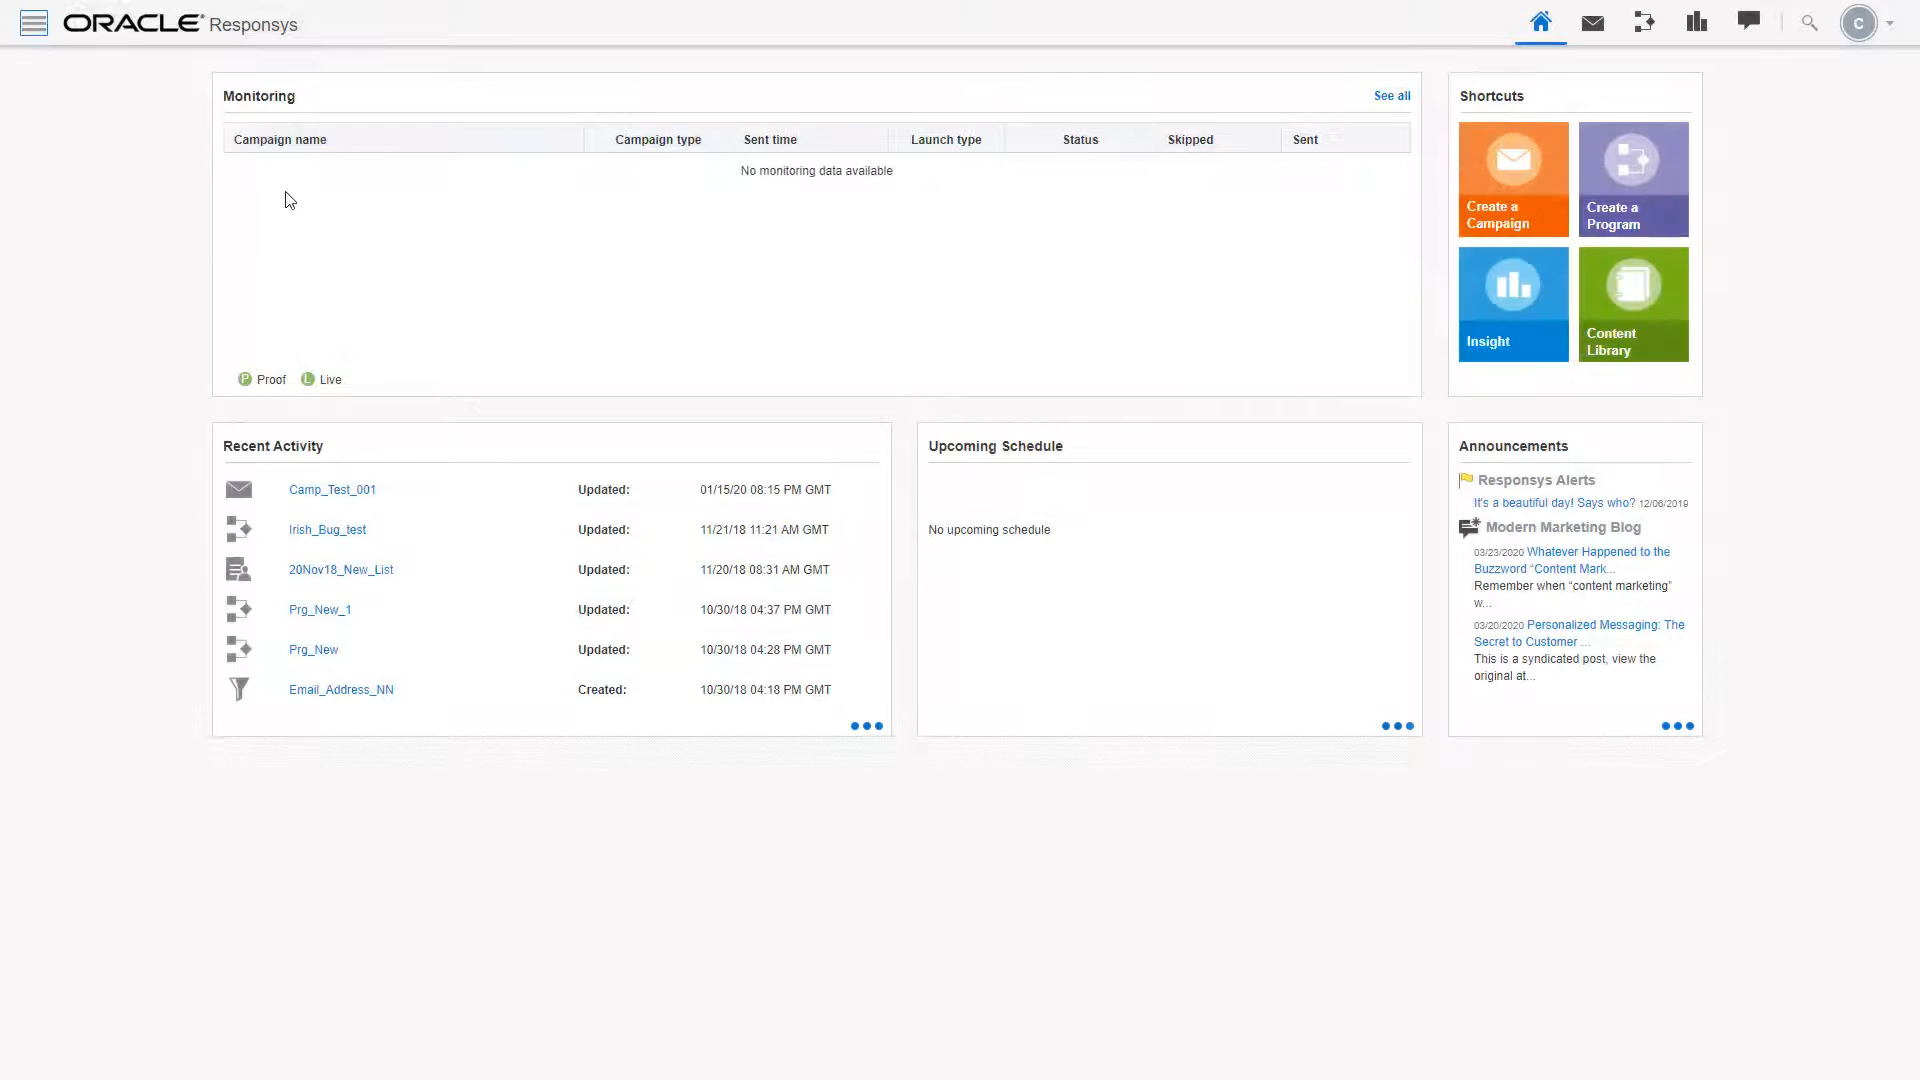 ORACLE® Responsys
C
Monitoring
See all
Campaign name Campaign type Sent time Launch type Status Skipped Sent
No monitoring data available
P Proof L Live
Shortcuts
Create a
Campaign
Create a
Program
Insight
Content
Library
Recent Activity
Camp_Test_001 Updated: 01/15/20 08:15 PM GMT
Irish_Bug_test Updated: 11/21/18 11:21 AM GMT
20Nov18_New_List Updated: 11/20/18 08:31 AM GMT
Prg_New_1 Updated: 10/30/18 04:37 PM GMT
Prg_New Updated: 10/30/18 04:28 PM GMT
Email_Address_NN Created: 10/30/18 04:18 PM GMT
Upcoming Schedule
No upcoming schedule
Announcements
Responsys Alerts
It's a beautiful day! Says who? 12/06/2019
Modern Marketing Blog
03/23/2020 Whatever Happened to the
Buzzword “Content Mark...
Remember when “content marketing”
w...
03/20/2020 Personalized Messaging: The
Secret to Customer ...
This is a syndicated post, view the
original at...